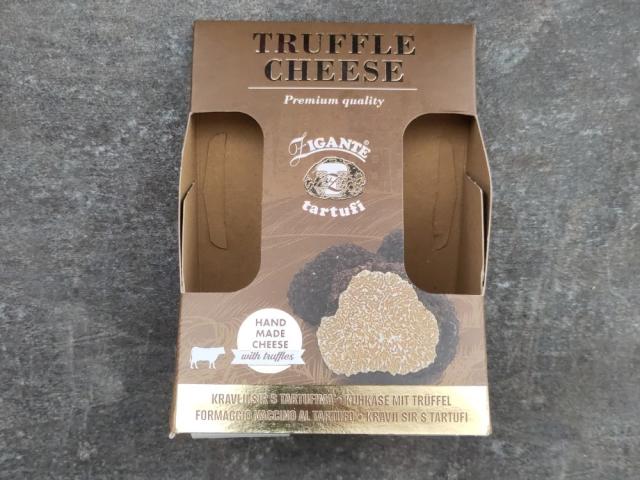 TRUFFLE
CHEESE
Premium quality
ZIGANTE®
tartufi
HAND
MADE
CHEESE
with truffles
KRAVLJI SIR S TARTUFIMA • KUHKÄSE MIT TRÜFFEL
FORMAGGIO VACCINO AL TARTUFO • KRAVJI SIR S TARTUFI